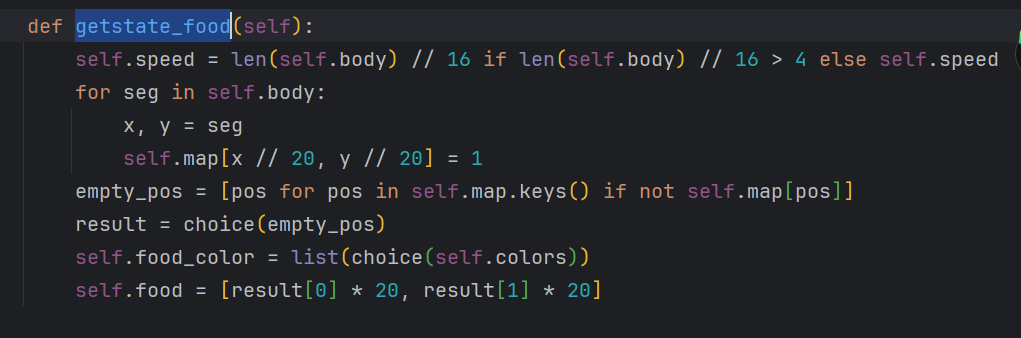 def getstate_food(self):
    self.speed = len(self.body) // 16 if len(self.body) // 16 > 4 else self.speed
    for seg in self.body:
        x, y = seg
        self.map[x // 20, y // 20] = 1
    empty_pos = [pos for pos in self.map.keys() if not self.map[pos]]
    result = choice(empty_pos)
    self.food_color = list(choice(self.colors))
    self.food = [result[0] * 20, result[1] * 20]